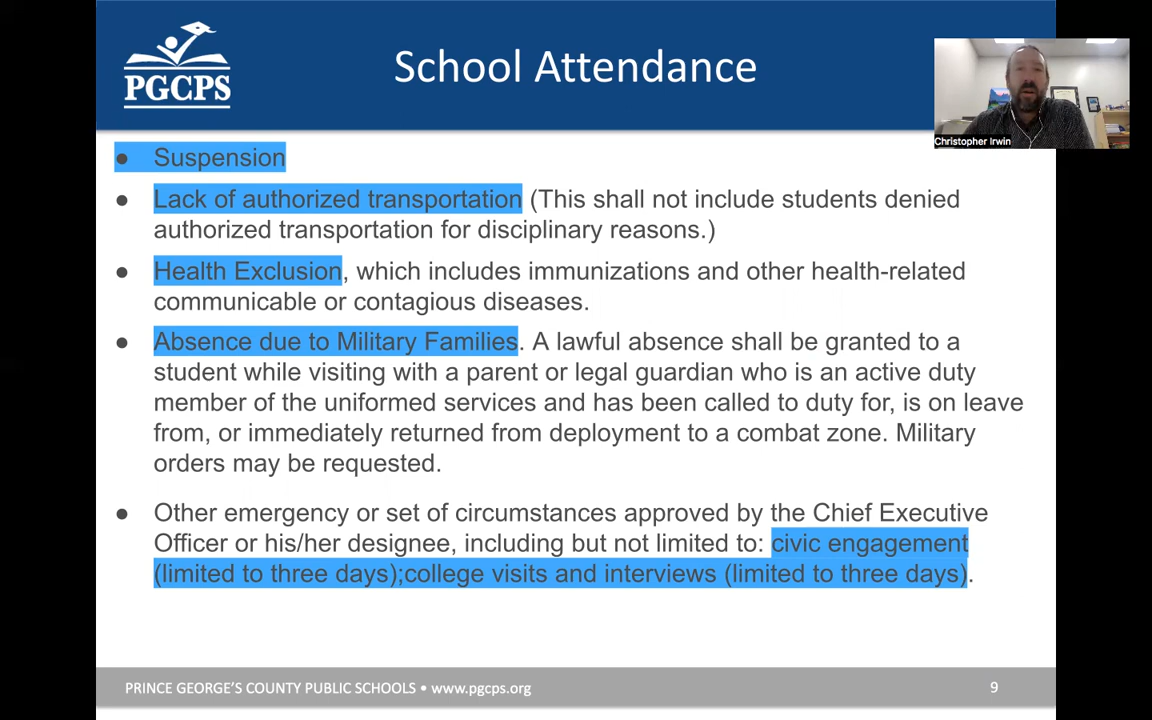 PGCPS
School Attendance
Christopher Irwin
● Suspension
● Lack of authorized transportation (This shall not include students denied
authorized transportation for disciplinary reasons.)
● Health Exclusion, which includes immunizations and other health-related
communicable or contagious diseases.
● Absence due to Military Families. A lawful absence shall be granted to a
student while visiting with a parent or legal guardian who is an active duty
member of the uniformed services and has been called to duty for, is on leave
from, or immediately returned from deployment to a combat zone. Military
orders may be requested.
● Other emergency or set of circumstances approved by the Chief Executive
Officer or his/her designee, including but not limited to: civic engagement
(limited to three days);college visits and interviews (limited to three days).
PRINCE GEORGE'S COUNTY PUBLIC SCHOOLS • www.pgcps.org
9